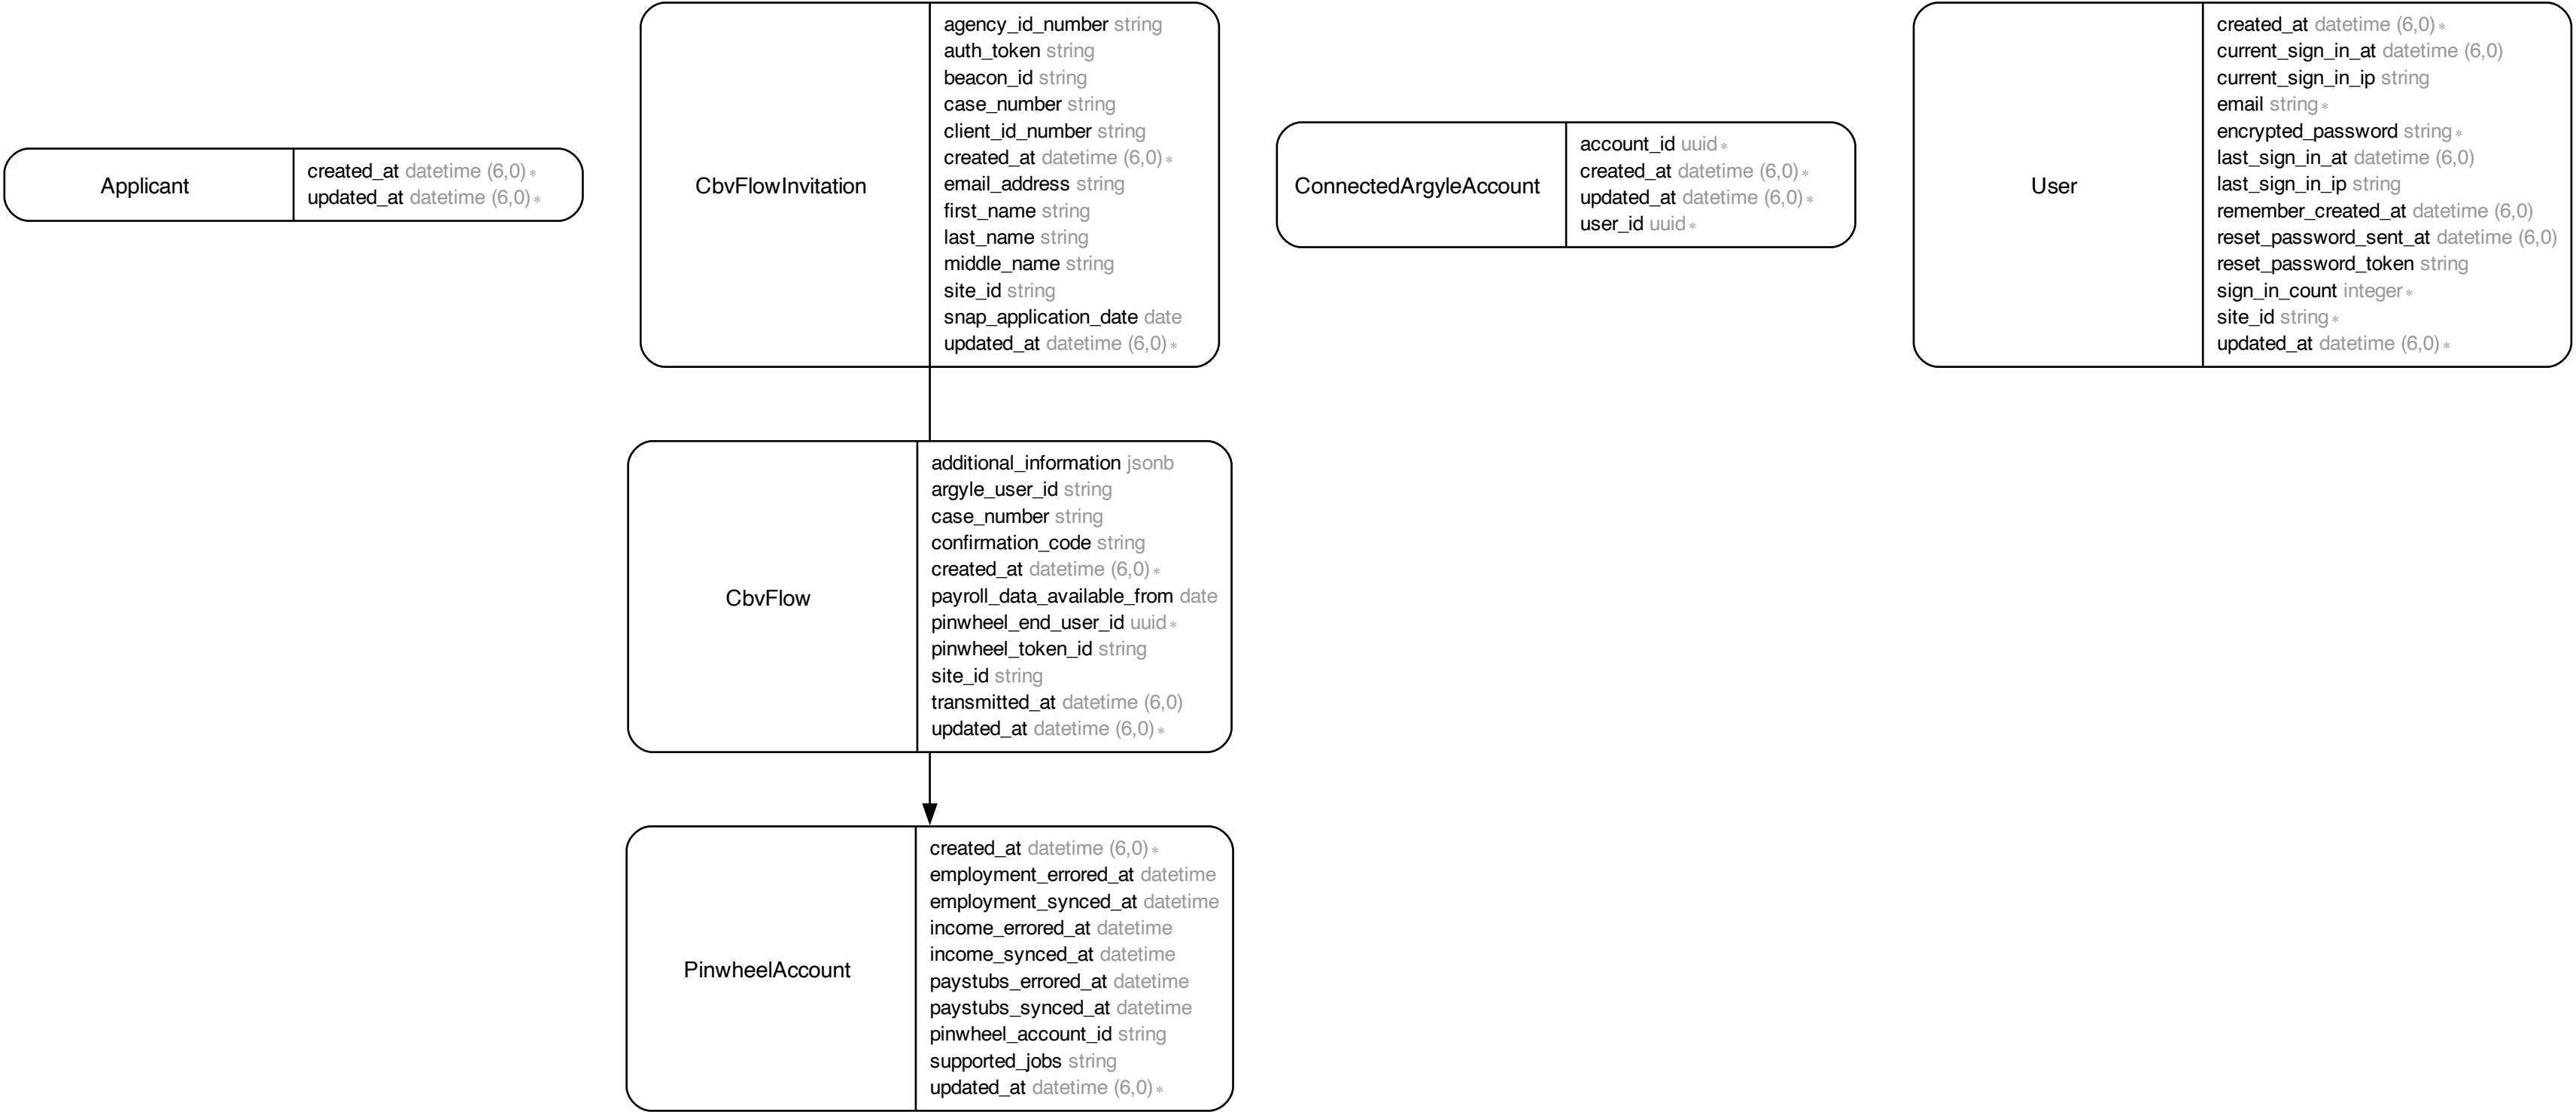 Applicant
created_at datetime (6,0) *
updated_at datetime (6,0) *
CbvFlowInvitation
agency_id_number string
auth_token string
beacon_id string
case_number string
client_id_number string
created_at datetime (6,0) *
email_address string
first_name string
last_name string
middle_name string
site_id string
snap_application_date date
updated_at datetime (6,0) *
ConnectedArgyleAccount
account_id uuid *
created_at datetime (6,0) *
updated_at datetime (6,0) *
user_id uuid *
User
created_at datetime (6,0) *
current_sign_in_at datetime (6,0)
current_sign_in_ip string
email string *
encrypted_password string *
last_sign_in_at datetime (6,0)
last_sign_in_ip string
remember_created_at datetime (6,0)
reset_password_sent_at datetime (6,0)
reset_password_token string
sign_in_count integer *
site_id string *
updated_at datetime (6,0) *
CbvFlow
additional_information jsonb
argyle_user_id string
case_number string
confirmation_code string
created_at datetime (6,0) *
payroll_data_available_from date
pinwheel_end_user_id uuid *
pinwheel_token_id string
site_id string
transmitted_at datetime (6,0)
updated_at datetime (6,0) *
PinwheelAccount
created_at datetime (6,0) *
employment_errored_at datetime
employment_synced_at datetime
income_errored_at datetime
income_synced_at datetime
paystubs_errored_at datetime
paystubs_synced_at datetime
pinwheel_account_id string
supported_jobs string
updated_at datetime (6,0) *